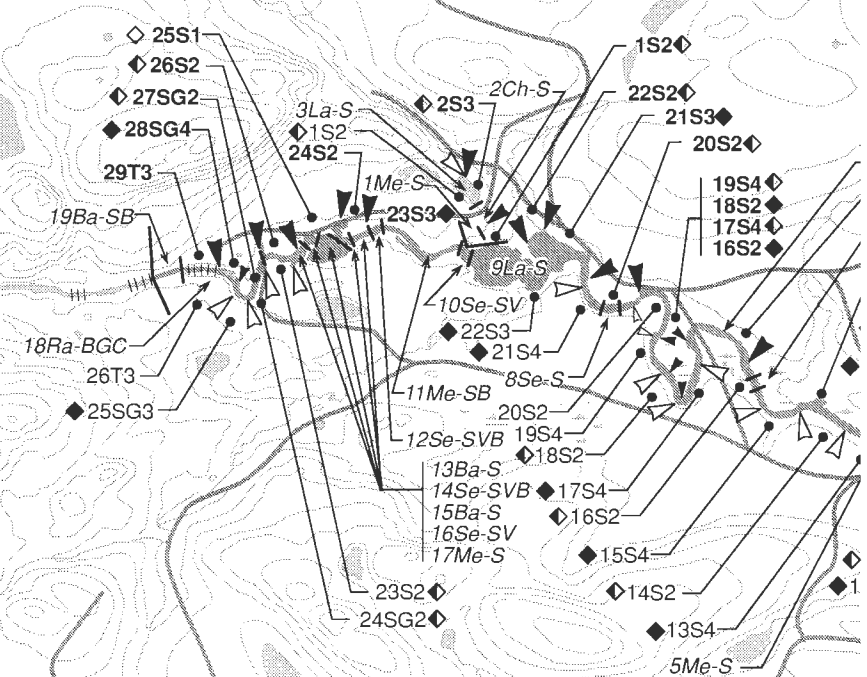 25S1
26S2
27SG2
28SG4
29T3
19Ba-SB
3La-S
1S2
24S2
1Me-S
23S3
2S3
2Ch-S
1S2
22S2
21S3
20S2
19S4
18S2
17S4
16S2
9La-S
10Se-SV
22S3
21S4
8Se-S
18Ra-BGC
26T3
25SG3
11Me-SB
12Se-SVB
13Ba-S
14Se-SVB
15Ba-S
16Se-SV
17Me-S
20S2
19S4
18S2
17S4
16S2
15S4
14S2
13S4
23S2
24SG2
5Me-S
1